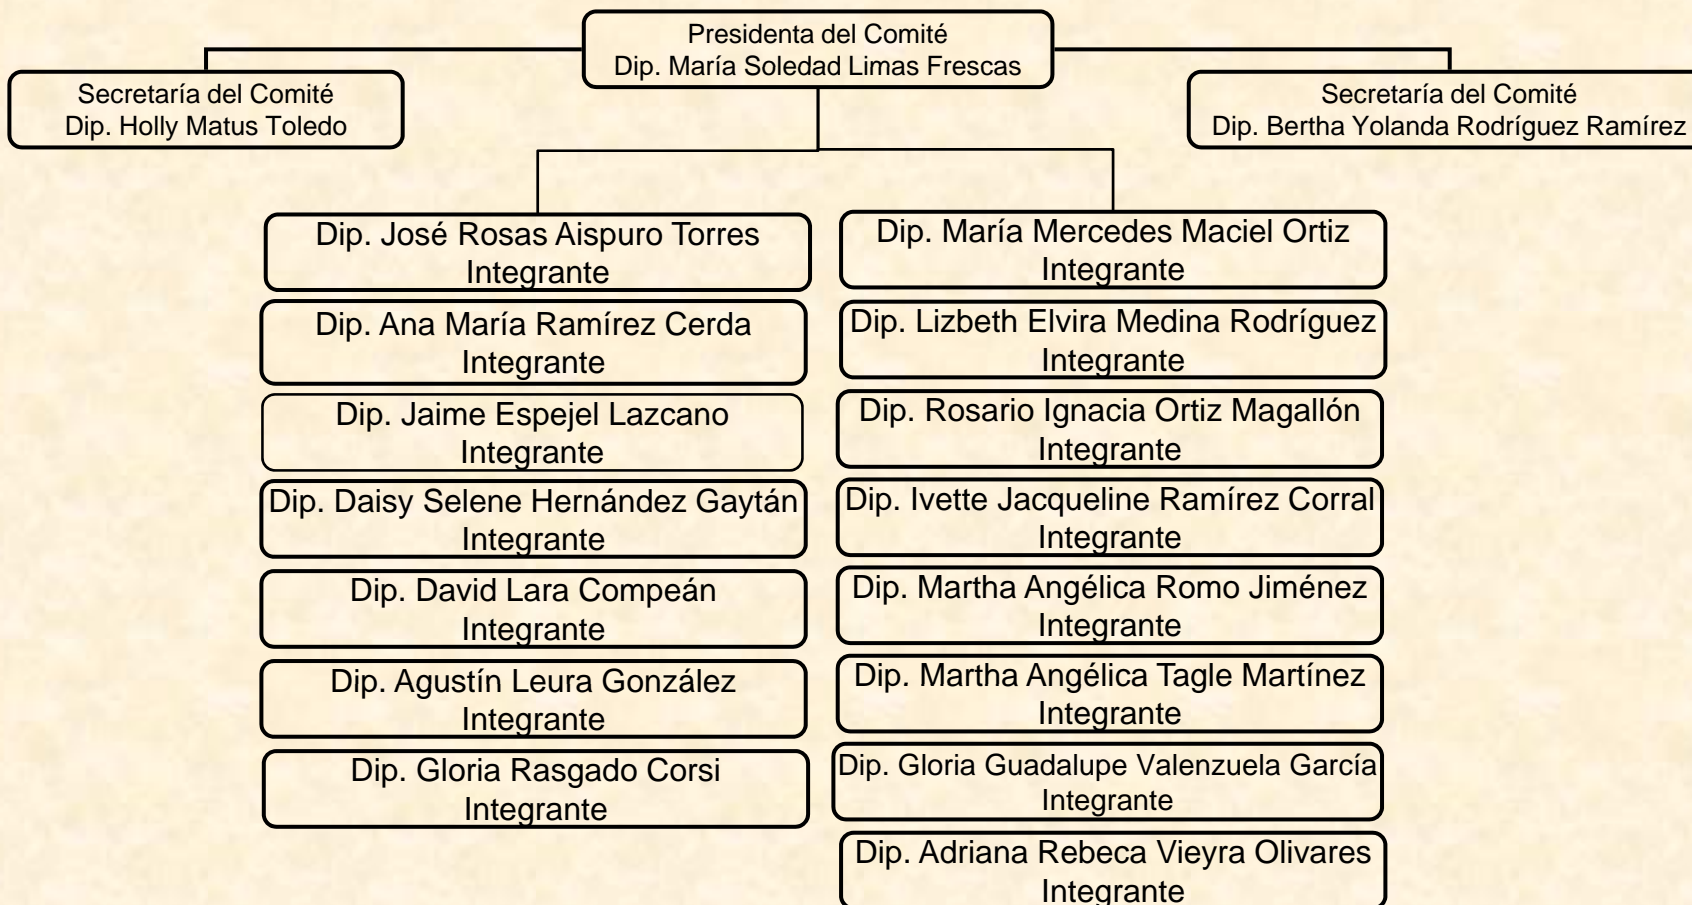 Presidenta del Comité
Dip. María Soledad Limas Frescas
Secretaría del Comité
Dip. Holly Matus Toledo
Secretaría del Comité
Dip. Bertha Yolanda Rodríguez Ramírez
Dip. José Rosas Aispuro Torres
Integrante
Dip. Ana María Ramírez Cerda
Integrante
Dip. Jaime Espejel Lazcano
Integrante
Dip. Daisy Selene Hernández Gaytán
Integrante
Dip. David Lara Compeán
Integrante
Dip. Agustín Leura González
Integrante
Dip. Gloria Rasgado Corsi
Integrante
Dip. María Mercedes Maciel Ortiz
Integrante
Dip. Lizbeth Elvira Medina Rodríguez
Integrante
Dip. Rosario Ignacia Ortiz Magallón
Integrante
Dip. Ivette Jacqueline Ramírez Corral
Integrante
Dip. Martha Angélica Romo Jiménez
Integrante
Dip. Martha Angélica Tagle Martínez
Integrante
Dip. Gloria Guadalupe Valenzuela García
Integrante
Dip. Adriana Rebeca Vieyra Olivares
Integrante